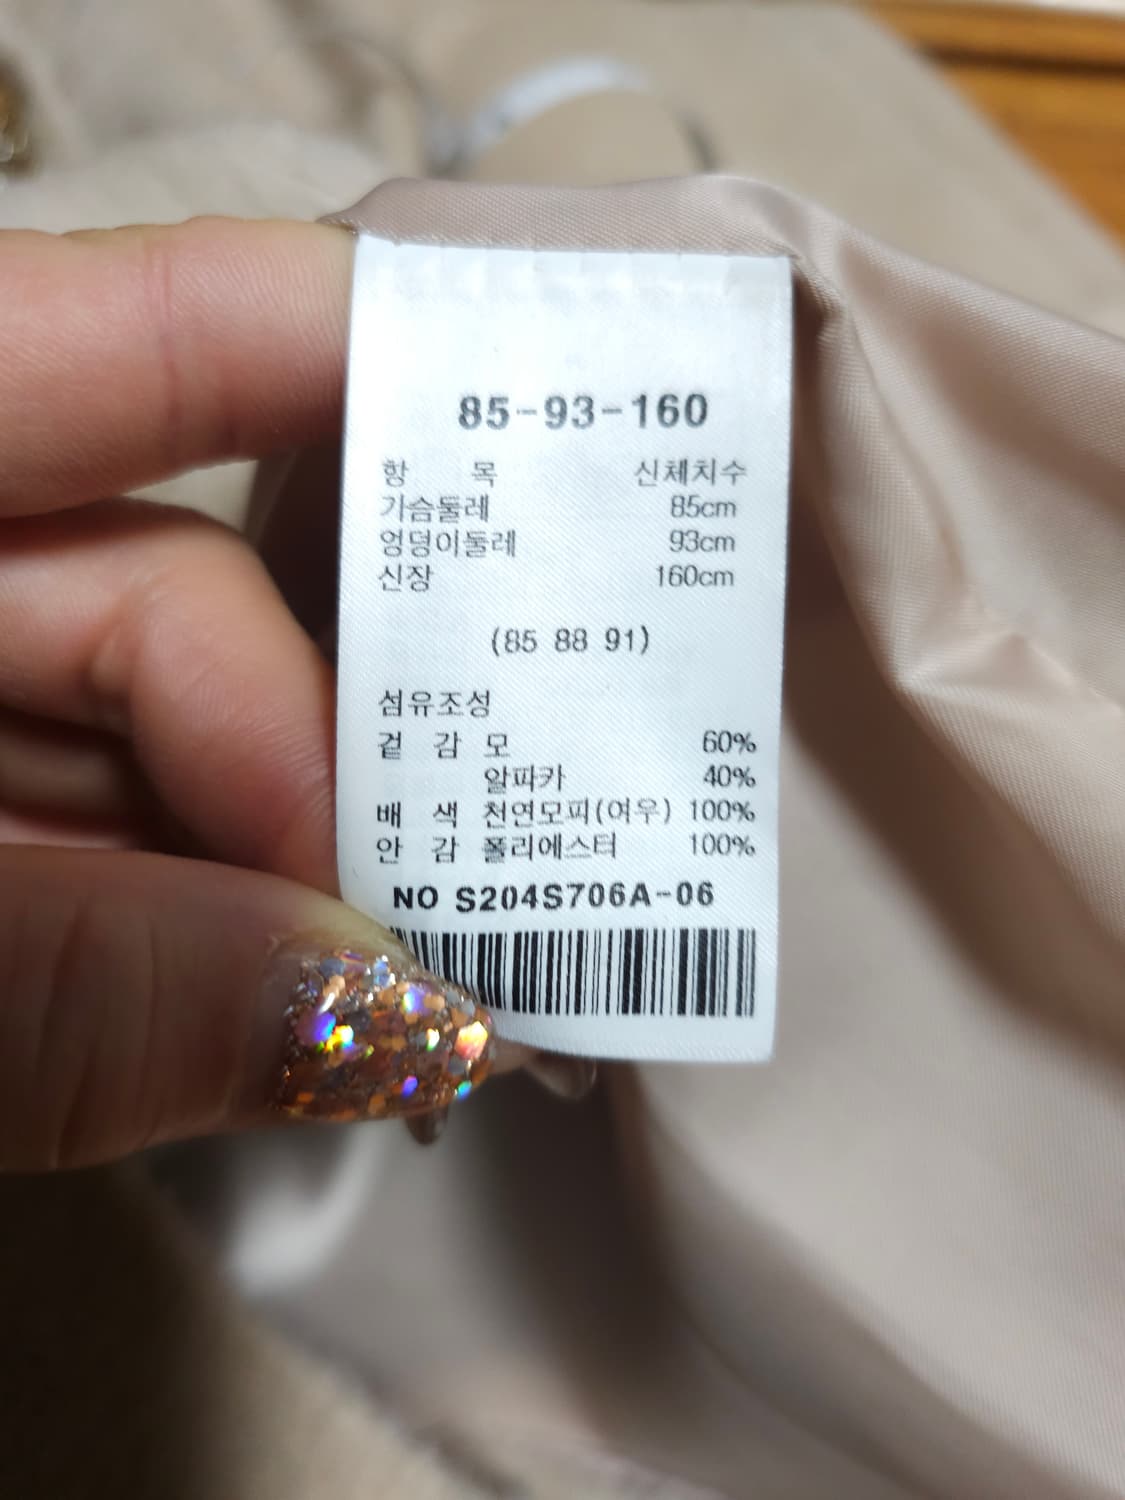 85-93-160
항 목 신체치수
가슴둘레 85cm
엉덩이둘레 93cm
신장 160cm
(85 88 91)
섬유조성
겉 감 모 60%
알파카 40%
배 색 천연모피(여우) 100%
안 감 폴리에스터 100%
NO S204S706A-06